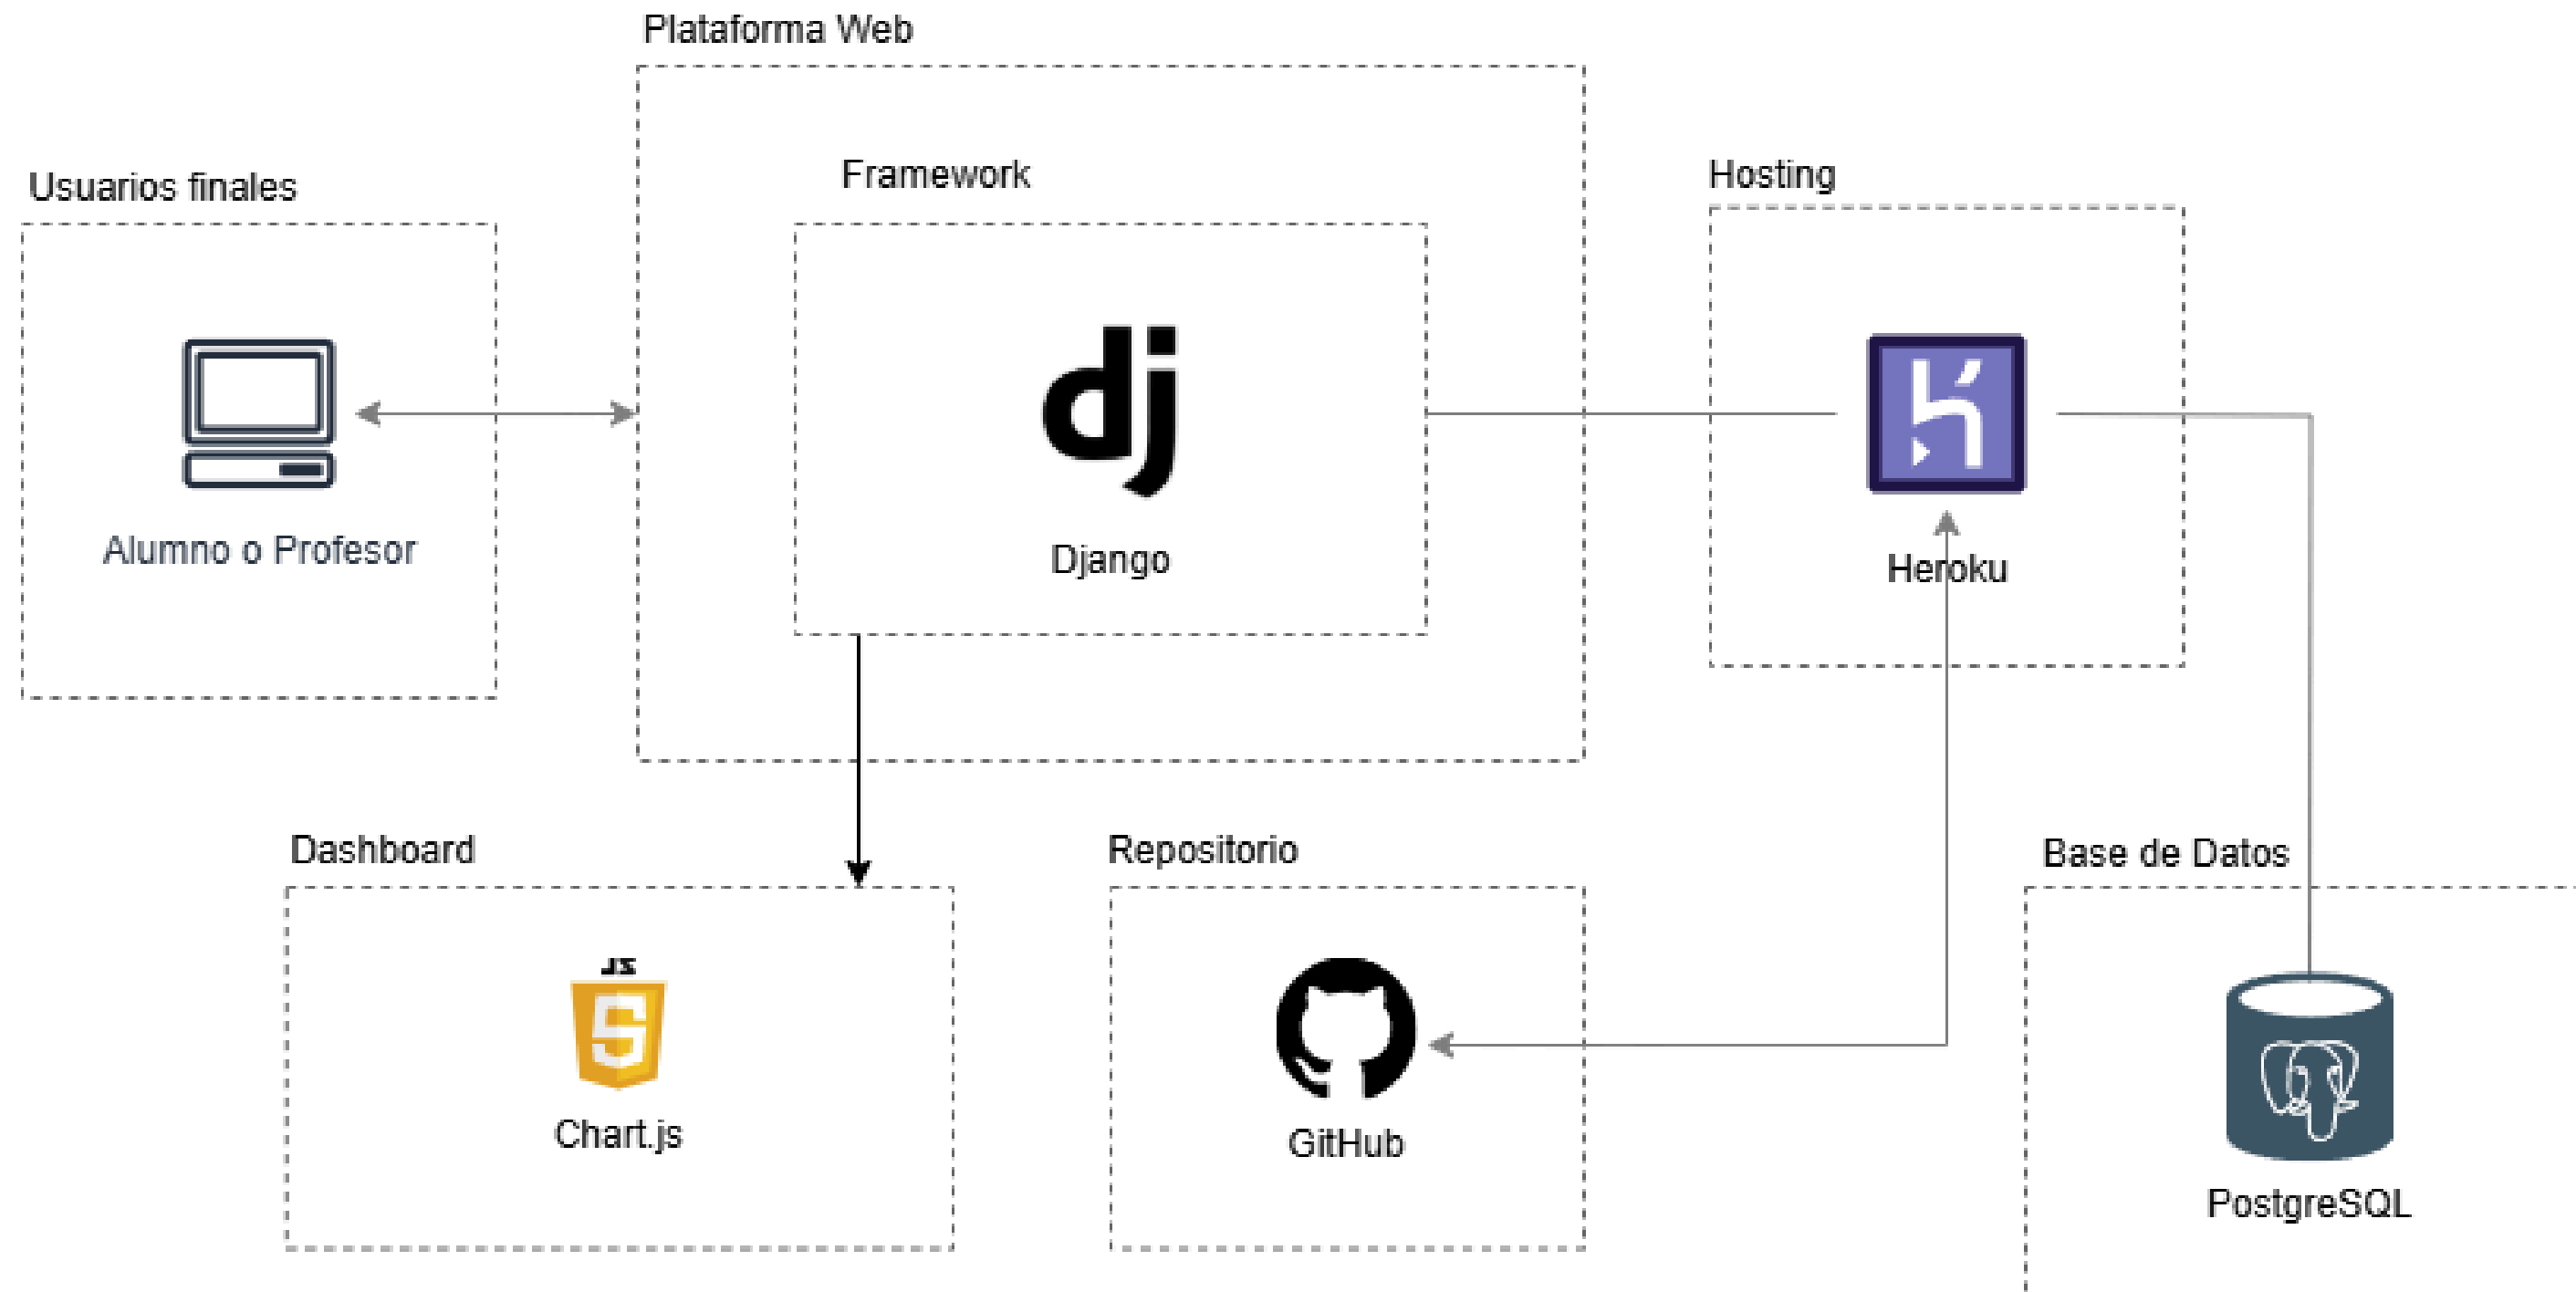 Plataforma Web
Usuarios finales
Framework
Hosting
dj
Alumno o Profesor
Django
Heroku
Dashboard
Repositorio
Base de Datos
JS
Chart.js
GitHub
PostgreSQL